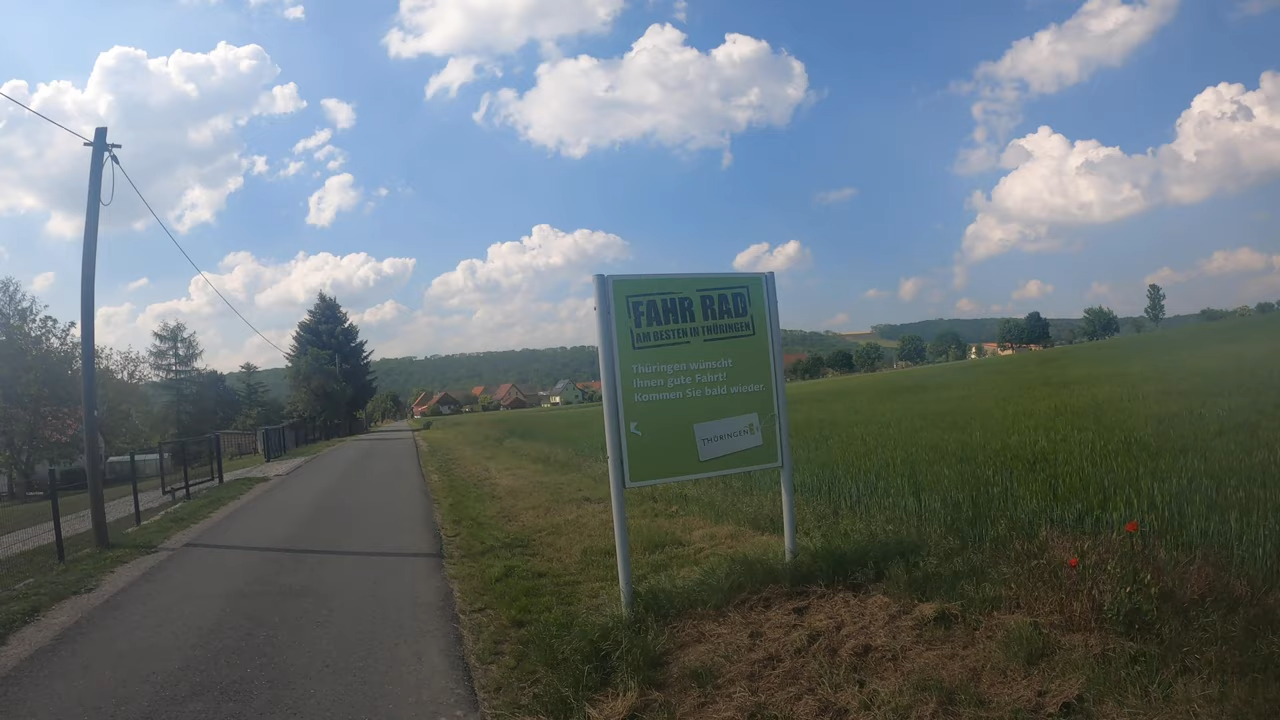 FAHR RAD
AM BESTEN IN THÜRINGEN
Thüringen wünscht
Ihnen gute Fahrt!
Kommen Sie bald wieder.
THÜRINGEN